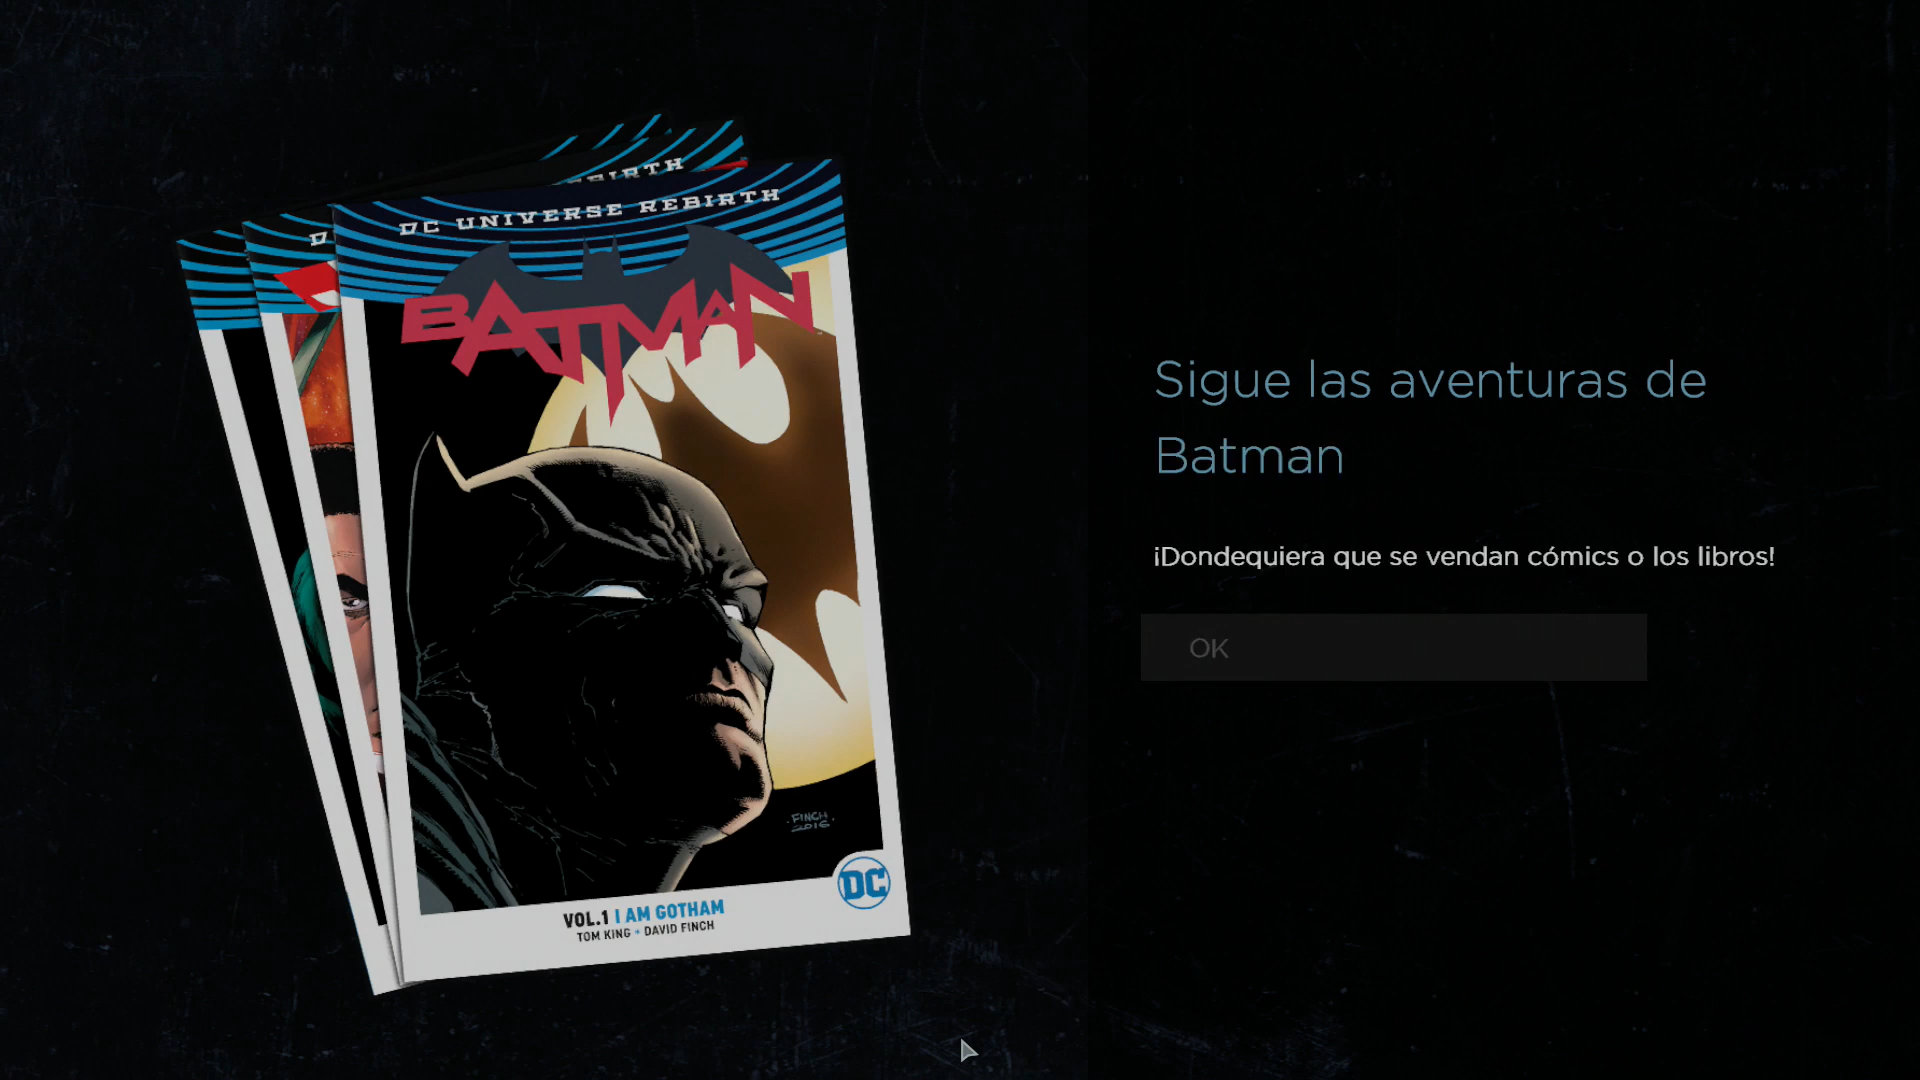 DC UNIVERSE REBIRTH
BATMAN
FINCH
2016
DC
VOL.1 I AM GOTHAM
TOM KING + DAVID FINCH
Sigue las aventuras de
Batman
¡Dondequiera que se vendan cómics o los libros!
OK